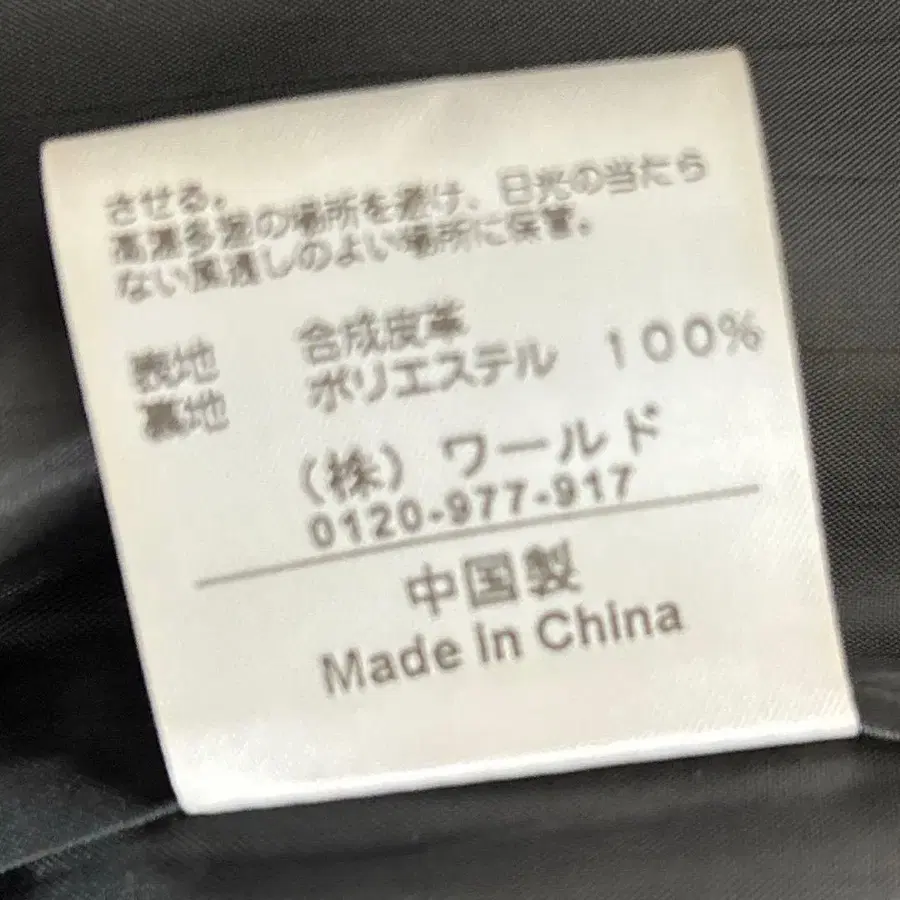 させる。
高温多湿の場所を避け、日光の当たら
ない風通しのよい場所に保管。
表地 合成皮革
裏地 ポリエステル 100%
(株) ワールド
0120-977-917
中国製
Made in China